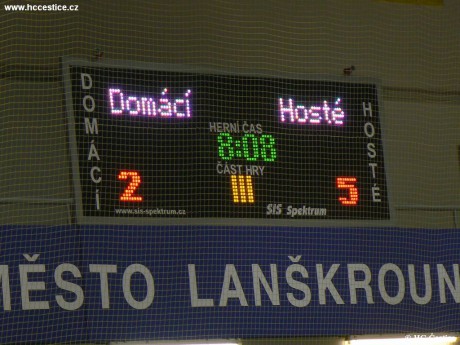 www.hccestice.cz
DOMÁCÍ
Domácí
Hosté
HOSTÉ
HERNÍ ČAS
8:08
ČÁST HRY
2
III
5
www.sis-spektrum.cz
SIS Spektrum
MĚSTO LANŠKROUN